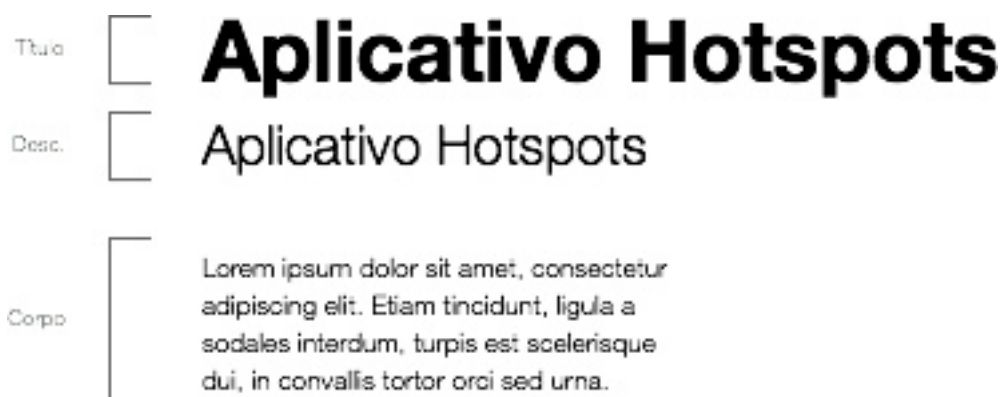 Título
Aplicativo Hotspots
Desc.
Aplicativo Hotspots
Corpo
Lorem ipsum dolor sit amet, consectetur
adipiscing elit. Etiam tincidunt, ligula a
sodales interdum, turpis est scelerisque
dui, in convallis tortor orci sed urna.